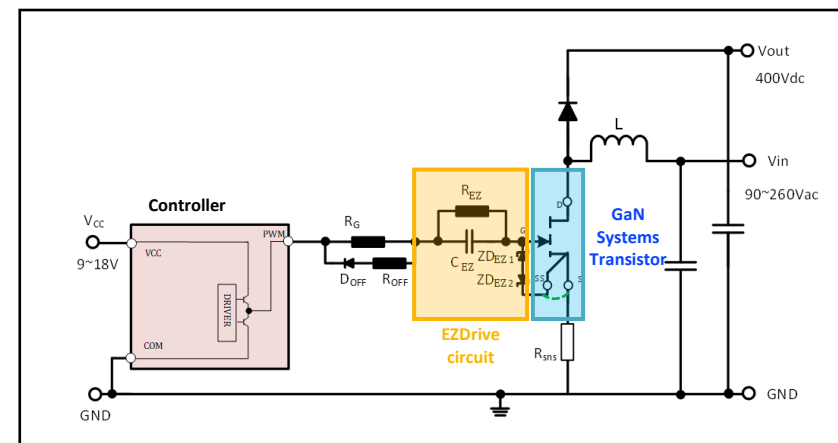 Vout
400Vdc
L
Vin
90~260Vac
Controller
VCC
9~18V
VCC
PWM
DRIVER
COM
GND
RG
DOFF
ROFF
REZ
CEZ
ZDEZ1
ZDEZ2
EZDrive
circuit
G
D
SS
S
GaN
Systems
Transistor
Rsns
GND